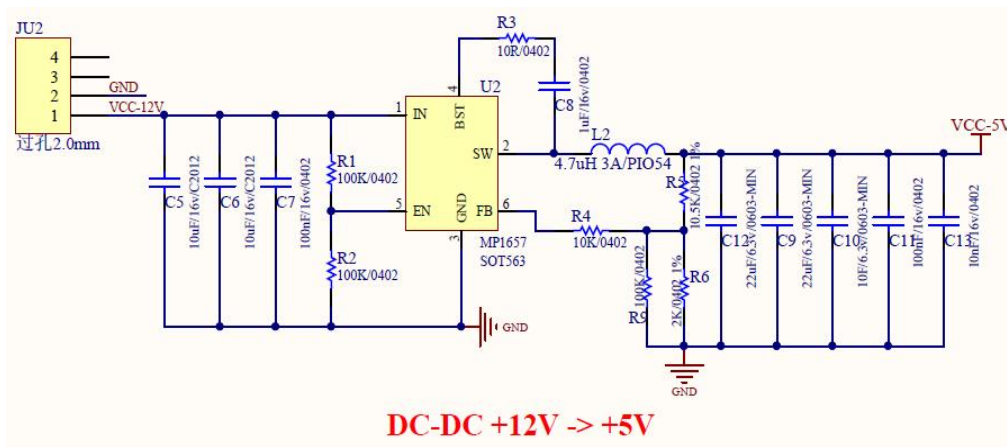 JU2
4
3
2
1
GND
VCC-12V
过孔2.0mm
C5
10uF/16v/C2012
C6
10uF/16v/C2012
C7
100nF/16v/0402
R1
100K/0402
R2
100K/0402
R3
10R/0402
C8
1uF/16v/0402
U2
1
IN
4
BST
SW
2
5
EN
GND
3
FB
6
MP1657
SOT563
GND
L2
4.7uH 3A/PIO54
R4
10K/0402
R5
10.5K/0402 1%
100K/0402
R9
R6
2K/0402 1%
GND
C12
22uF/6.3v/0603-MIN
C9
22uF/6.3v/0603-MIN
C10
10F/6.3v/0603-MIN
C11
100nF/16v/0402
C13
10nF/16v/0402
VCC-5V
DC-DC +12V -> +5V